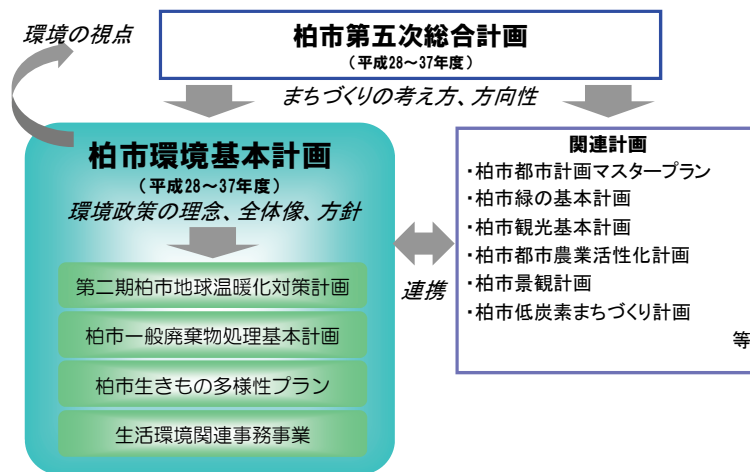 環境の視点
柏市第五次総合計画
（平成28～37年度）
まちづくりの考え方、方向性
柏市環境基本計画
（平成28～37年度）
環境政策の理念、全体像、方針
第二期柏市地球温暖化対策計画
柏市一般廃棄物処理基本計画
柏市生きもの多様性プラン
生活環境関連事務事業
連携
関連計画
・柏市都市計画マスタープラン
・柏市緑の基本計画
・柏市観光基本計画
・柏市都市農業活性化計画
・柏市景観計画
・柏市低炭素まちづくり計画
等